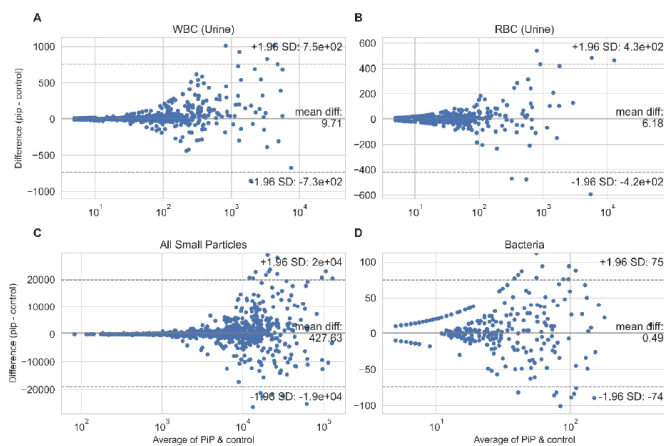 A
WBC (Urine)
1000
500
0
500
1000
+1.96 SD: 7.5e+02
mean diff:
9.71
-1.96 SD: -7.3e+02
10¹
10²
10³
10⁴
Difference (pip - control)
B
RBC (Urine)
600
400
200
0
−200
−400
−600
+1.96 SD: 4.3e+02
mean diff:
6.18
-1.96 SD: -4.2e+02
10¹
10²
10³
10⁴
C
All Small Particles
20000
10000
0
−10000
−20000
+1.96 SD: 2e+04
mean diff:
427.63
-1.96 SD: -1.9e+04
10²
10³
10⁴
10⁵
Difference (pip - control)
Average of PiP & control
D
Bacteria
100
50
0
−50
−100
+1.96 SD: 75
mean diff:
0.49
-1.96 SD: -74
10¹
10²
Average of PiP & control